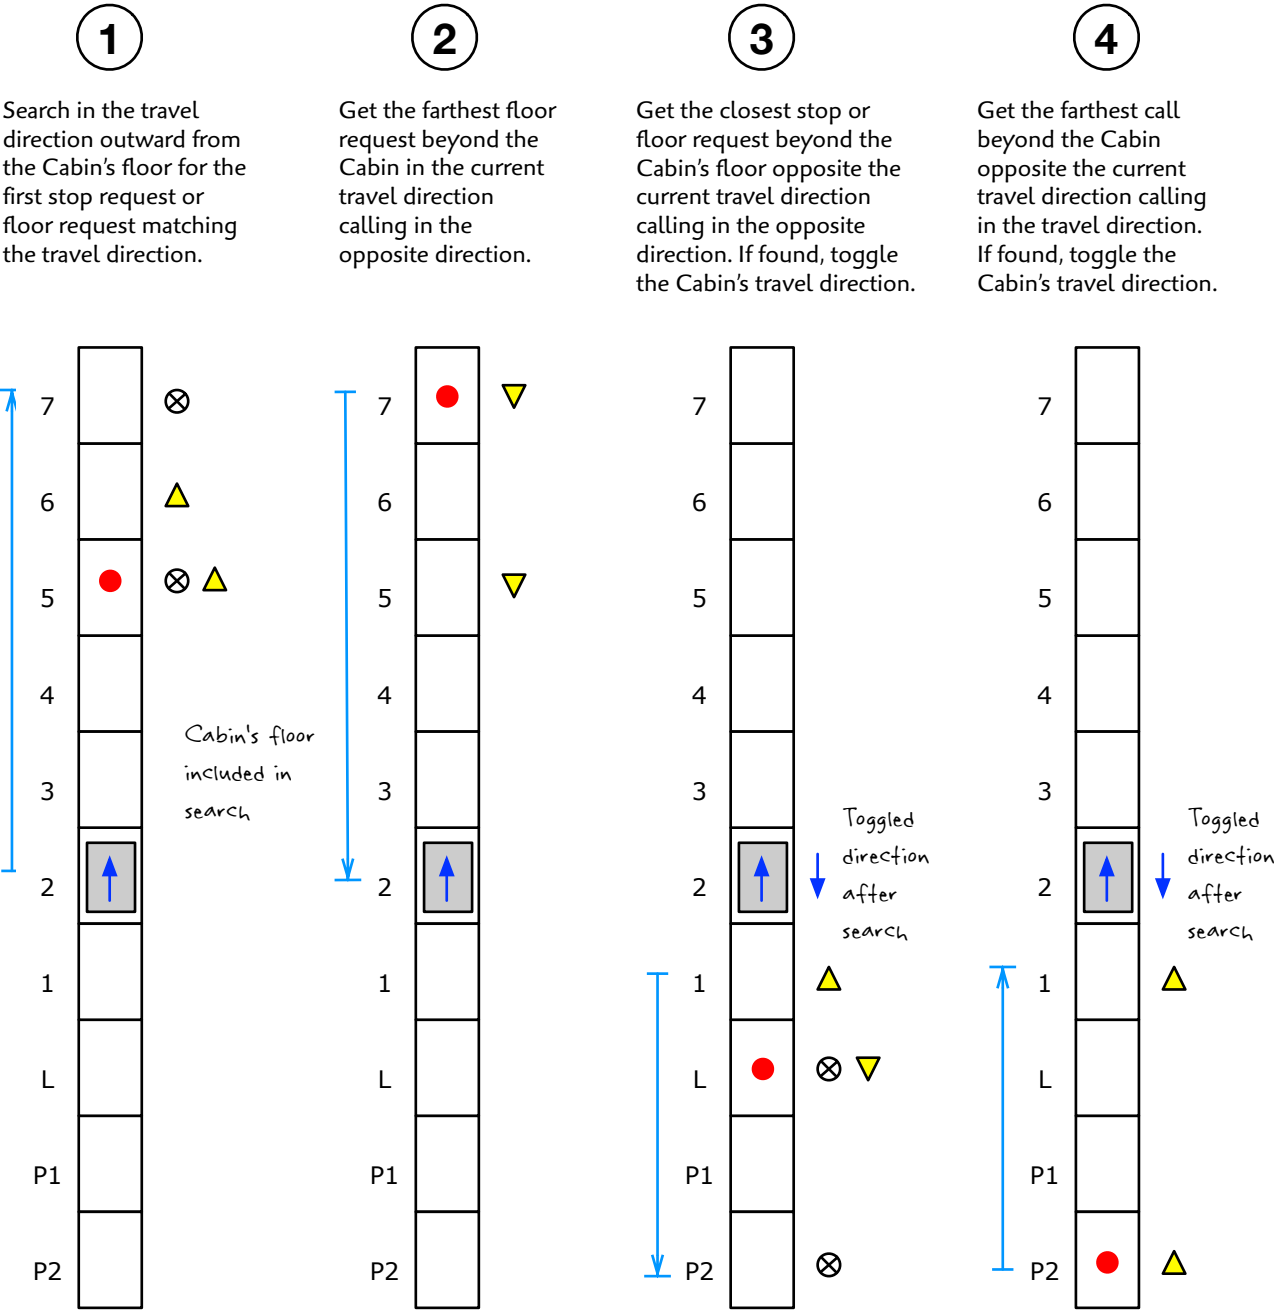 1
Search in the travel
direction outward from
the Cabin's floor for the
first stop request or
floor request matching
the travel direction.
7
6
5
4
3
2
1
L
P1
P2
Cabin's floor
included in
search
2
Get the farthest floor
request beyond the
Cabin in the current
travel direction
calling in the
opposite direction.
7
6
5
4
3
2
1
L
P1
P2
3
Get the closest stop or
floor request beyond the
Cabin's floor opposite the
current travel direction
calling in the opposite
direction. If found, toggle
the Cabin's travel direction.
7
6
5
4
3
2
1
L
P1
P2
Toggled
direction
after
search
4
Get the farthest call
beyond the Cabin
opposite the current
travel direction calling
in the travel direction.
If found, toggle the
Cabin's travel direction.
7
6
5
4
3
2
1
L
P1
P2
Toggled
direction
after
search